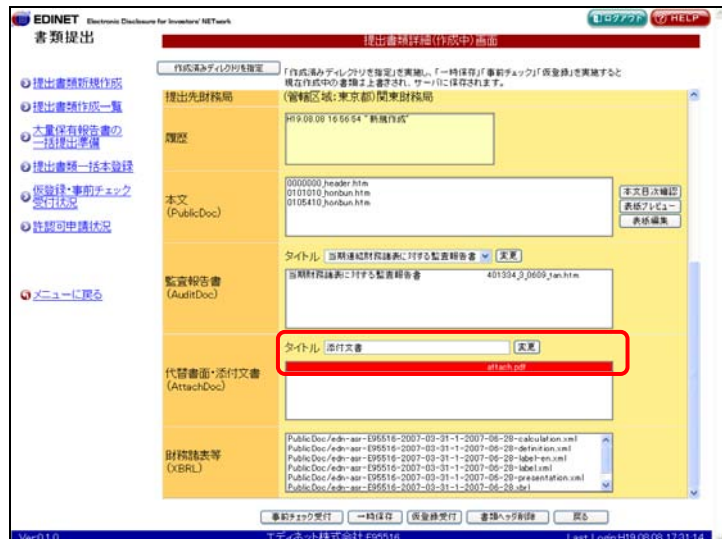 EDINET Electronic Disclosure for Investors' NETwork
ログアウト
HELP
書類提出
提出書類詳細(作成中)画面
作成済みディレクトリを指定
「作成済みディレクトリを指定」を実施し、「一時保存」「事前チェック」「仮登録」を実施すると
現在作成中の書類は上書きされ、サーバに保存されます。
提出書類新規作成
提出書類作成一覧
大量保有報告書の
一括提出準備
提出書類一括本登録
仮登録・事前チェック
受付状況
許認可申請状況
メニューに戻る
提出先財務局
(管轄区域:東京都)関東財務局
履歴
H19.08.08 16:56:54 "新規作成"
本文
(PublicDoc)
0000000_header.htm
0101010_honbun.htm
0105410_honbun.htm
本文目次確認
表紙プレビュー
表紙編集
監査報告書
(AuditDoc)
タイトル 当期連結財務諸表に対する監査報告書 変更
当期財務諸表に対する監査報告書 401334_3_0609_tan.htm
代替書面・添付文書
(AttachDoc)
タイトル 添付文書 変更
attach.pdf
財務諸表等
(XBRL)
PublicDoc/edn-asr-E95516-2007-03-31-1-2007-06-28-calculation.xml
PublicDoc/edn-asr-E95516-2007-03-31-1-2007-06-28-definition.xml
PublicDoc/edn-asr-E95516-2007-03-31-1-2007-06-28-label-en.xml
PublicDoc/edn-asr-E95516-2007-03-31-1-2007-06-28-label.xml
PublicDoc/edn-asr-E95516-2007-03-31-1-2007-06-28-presentation.xml
PublicDoc/edn-asr-E95516-2007-03-31-1-2007-06-28.xbrl
事前チェック受付
一時保存
仮登録受付
書類ヘッダ削除
戻る
Ver.0.1.0
エディネット株式会社 E95516
Last Login:H19.08.08 17:31:14